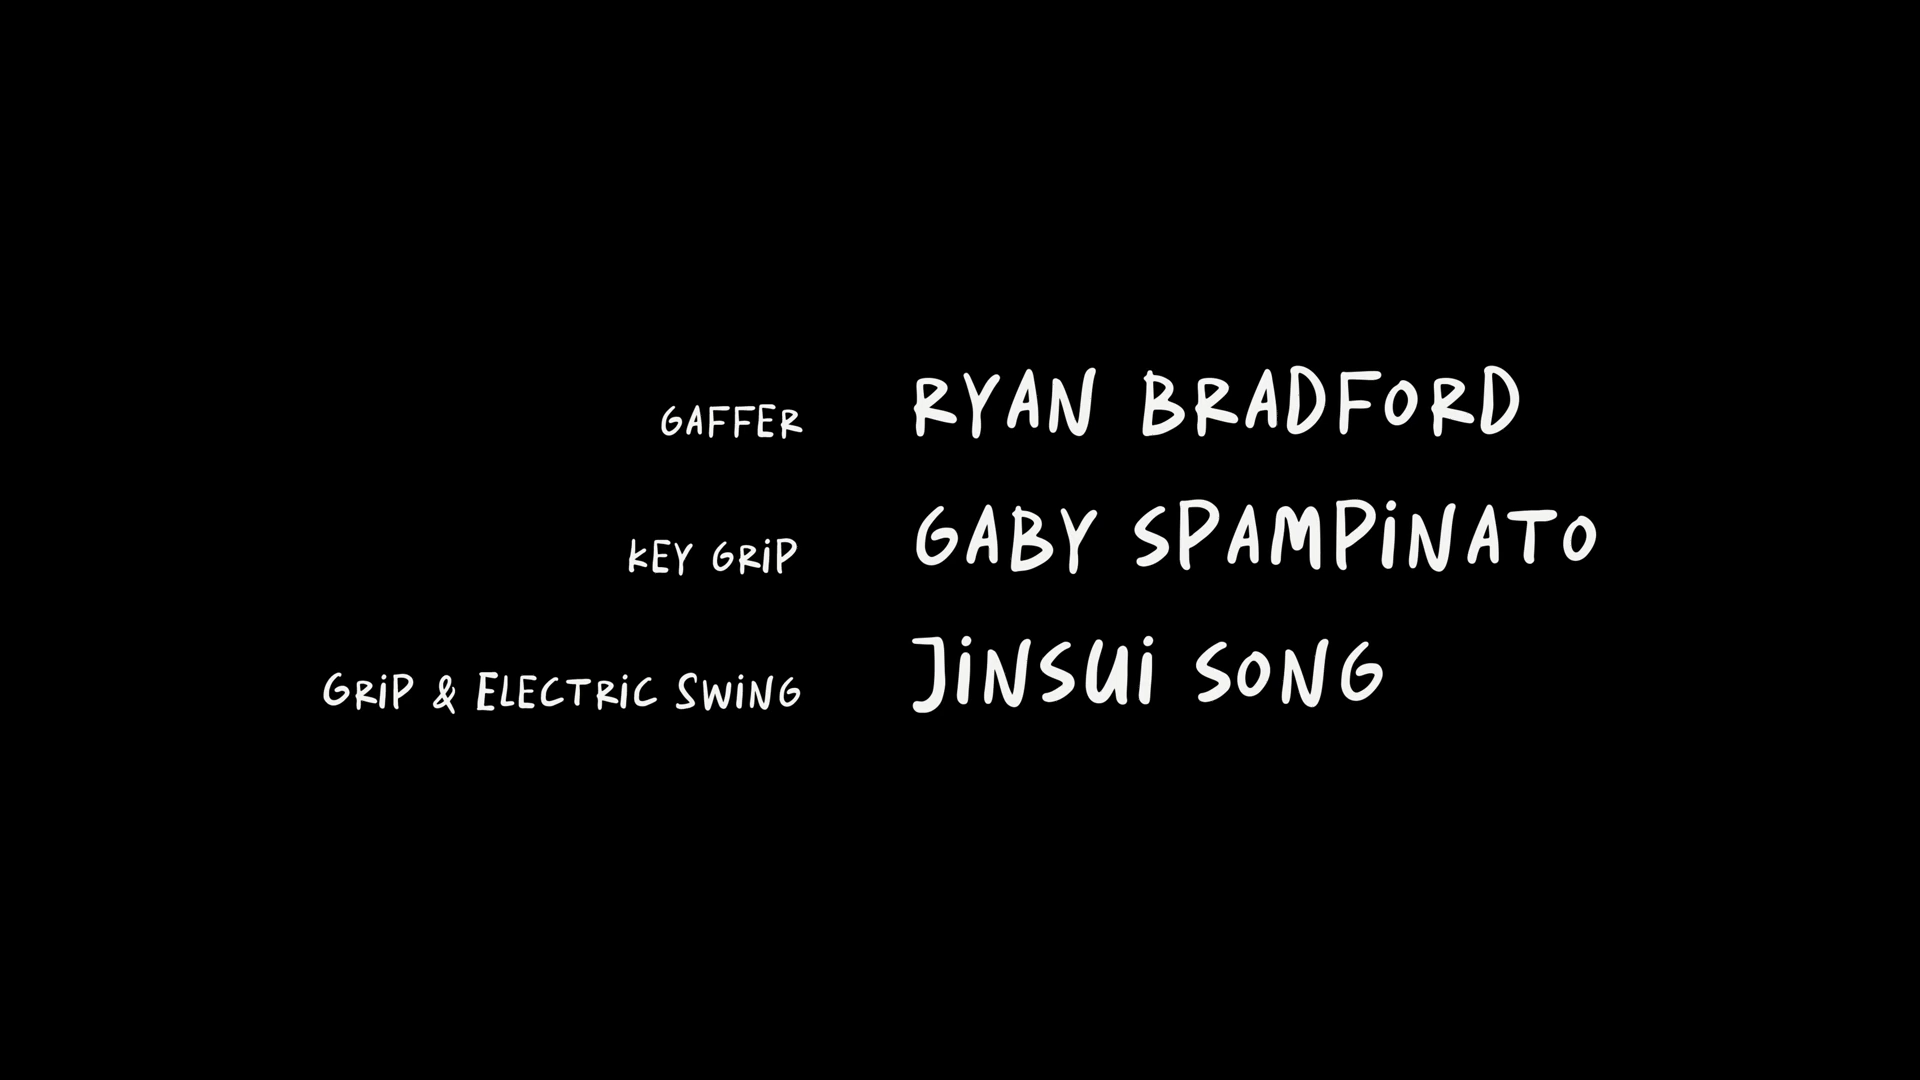 GAFFER RYAN BRADFORD
KEY GRiP GABY SPAMPiNATO
GRiP & ELECTRiC SWiNG JiNSUi SONG